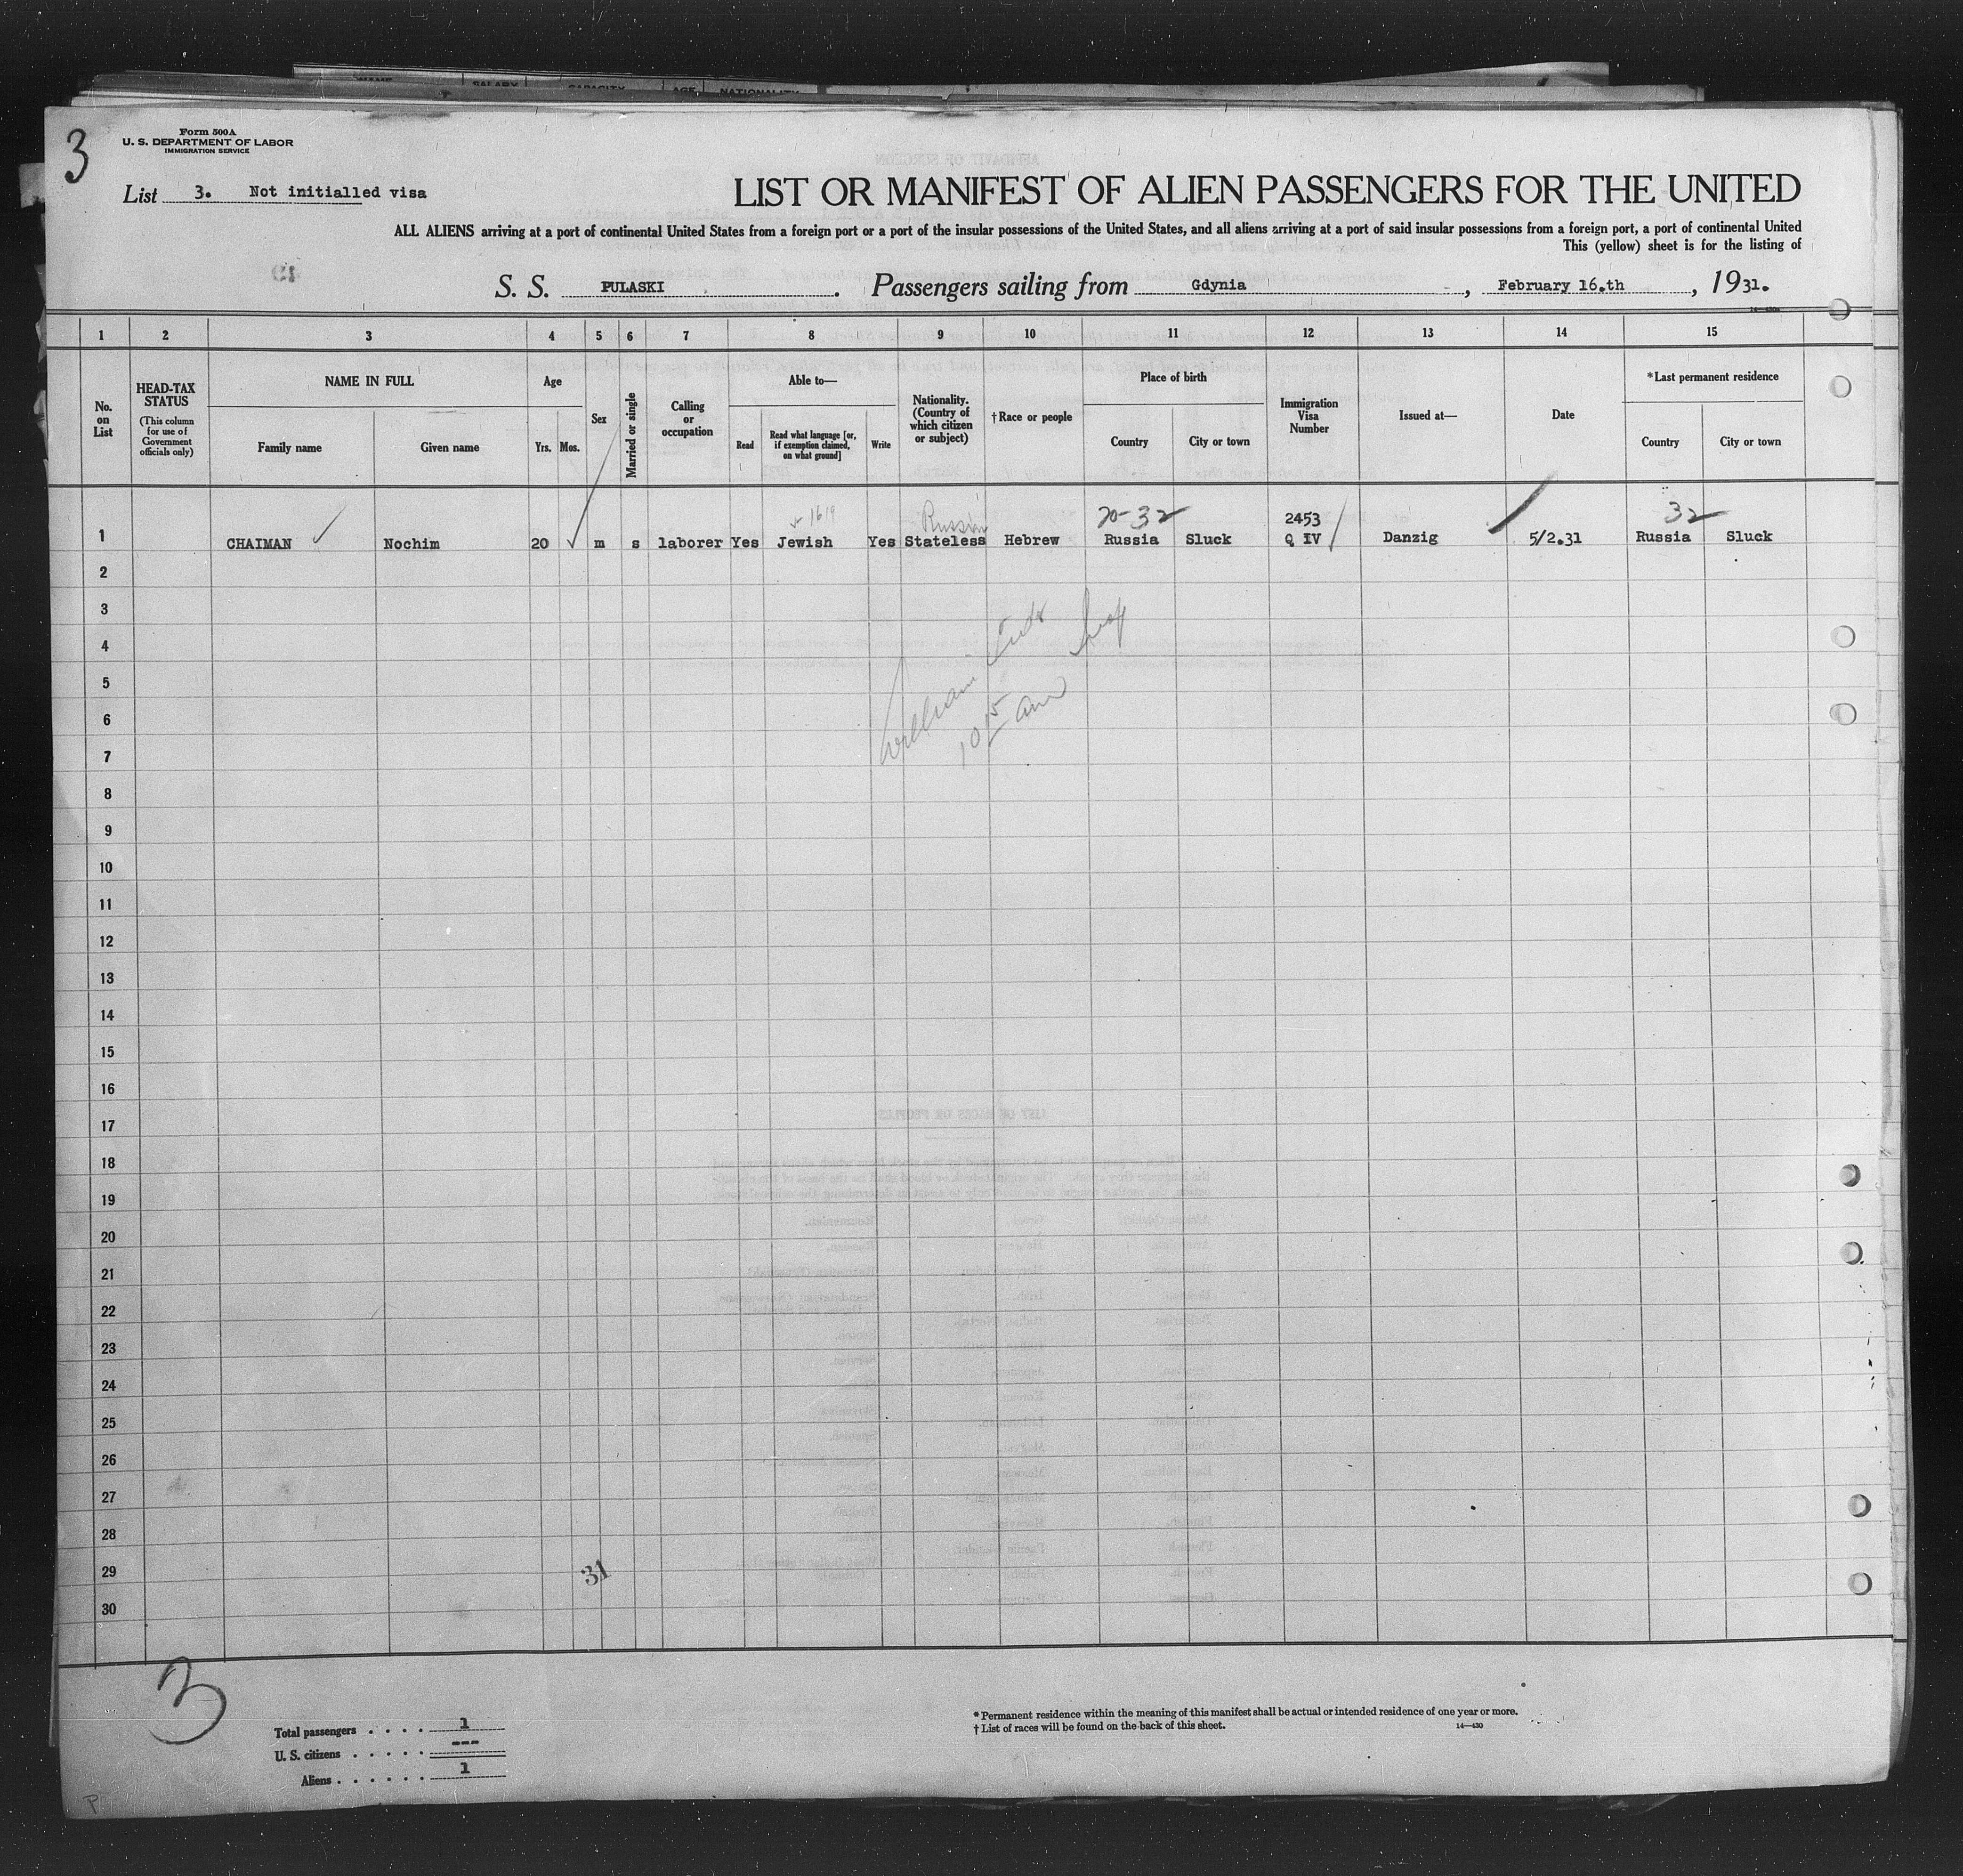 NAME SALARY CAPACITY AGE NATIONALITY
3
Form 500A
U. S. DEPARTMENT OF LABOR
IMMIGRATION SERVICE
List 3. Not initialled visa
LIST OR MANIFEST OF ALIEN PASSENGERS FOR THE UNITED
ALL ALIENS arriving at a port of continental United States from a foreign port or a port of the insular possessions of the United States, and all aliens arriving at a port of said insular possessions from a foreign port, a port of continental United
This (yellow) sheet is for the listing of
S. S. PULASKI. Passengers sailing from Gdynia, February 16.th, 1931.
1 2 3 4 5 6 7 8 9 10 11 12 13 14 15
No. on List
HEAD-TAX STATUS
(This column for use of Government officials only)
NAME IN FULL
Family name
Given name
Age
Yrs.
Mos.
Sex
Married or single
Calling or occupation
Able to—
Read
Read what language [or, if exemption claimed, on what ground]
Write
Nationality. (Country of which citizen or subject)
†Race or people
Place of birth
Country
City or town
Immigration Visa Number
Issued at—
Date
*Last permanent residence
Country
City or town
Russin 32 2453 32
1 CHAIMAN Nochim 20 m s laborer Yes Jewish Yes Stateless Hebrew Russia Sluck Q IV Danzig 5/2.31 Russia Sluck
2
3
4
5
6
7
8
9
10
11
12
13
14
15
16
17
18
19
20
21
22
23
24
25
26
27
28
29
30
William
31
3
Total passengers . . . . 1
U. S. citizens . . . . . ---
Aliens . . . . . . 1
* Permanent residence within the meaning of this manifest shall be actual or intended residence of one year or more.
† List of races will be found on the back of this sheet.
14—430
P